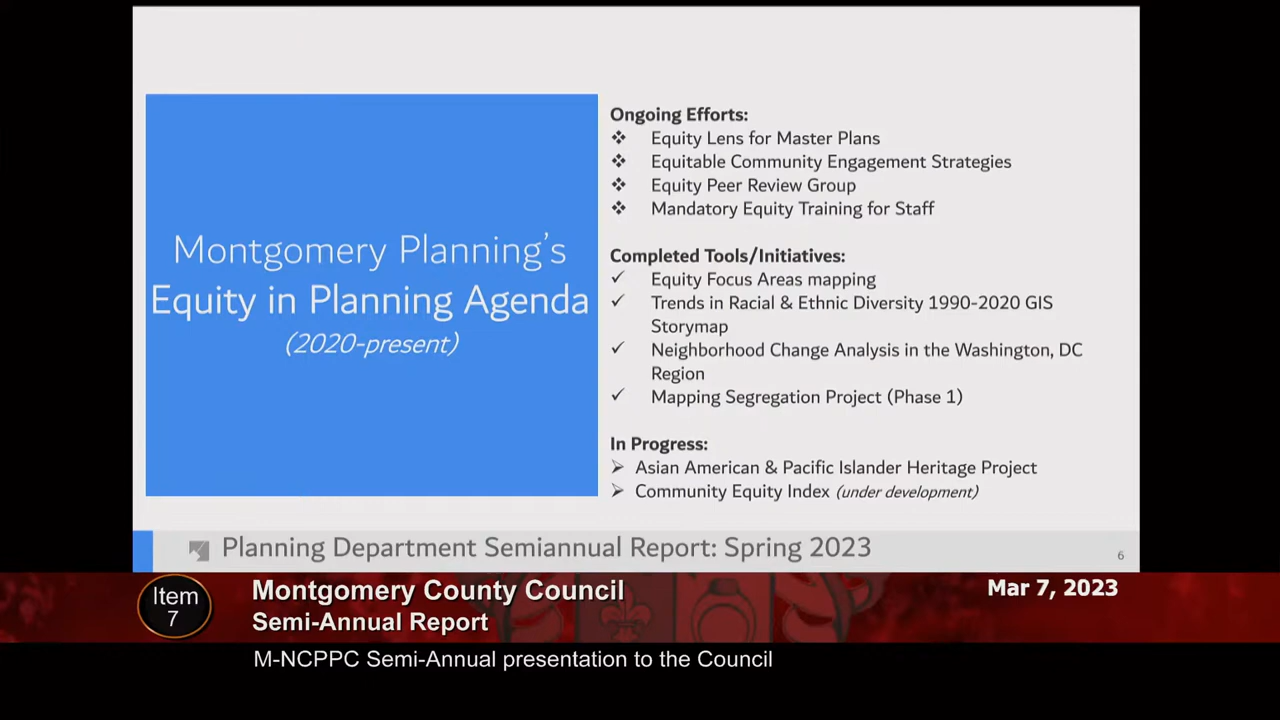 Montgomery Planning's
Equity in Planning Agenda
(2020-present)
Ongoing Efforts:
Equity Lens for Master Plans
Equitable Community Engagement Strategies
Equity Peer Review Group
Mandatory Equity Training for Staff
Completed Tools/Initiatives:
Equity Focus Areas mapping
Trends in Racial & Ethnic Diversity 1990-2020 GIS
Storymap
Neighborhood Change Analysis in the Washington, DC
Region
Mapping Segregation Project (Phase 1)
In Progress:
Asian American & Pacific Islander Heritage Project
Community Equity Index (under development)
Planning Department Semiannual Report: Spring 2023
6
Item
7
Montgomery County Council
Semi-Annual Report
Mar 7, 2023
M-NCPPC Semi-Annual presentation to the Council